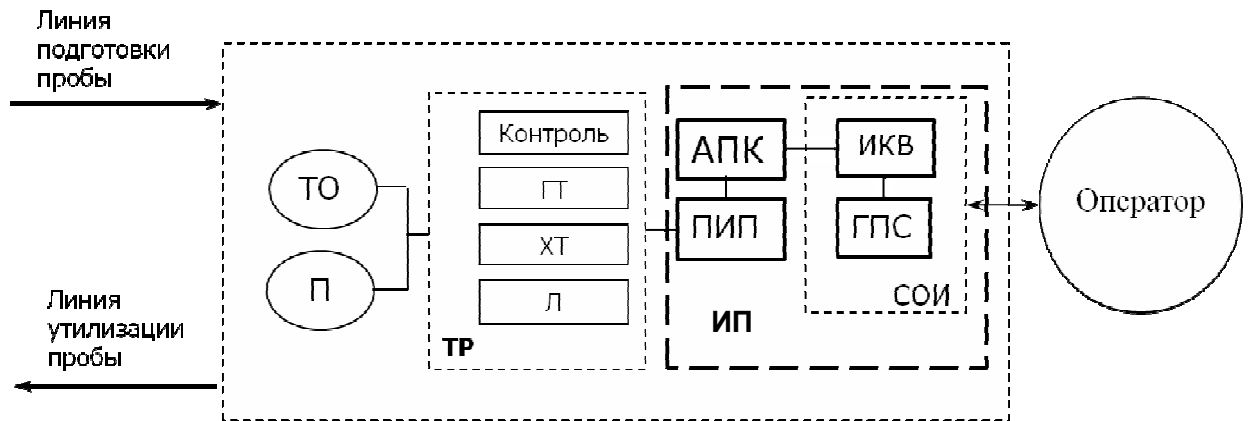 Линия
подготовки
пробы
Контроль
АПК
ИКВ
ТО
ГТ
ПИП
ГПС
Оператор
ХТ
П
Л
СОИ
ИП
ТР
Линия
утилизации
пробы